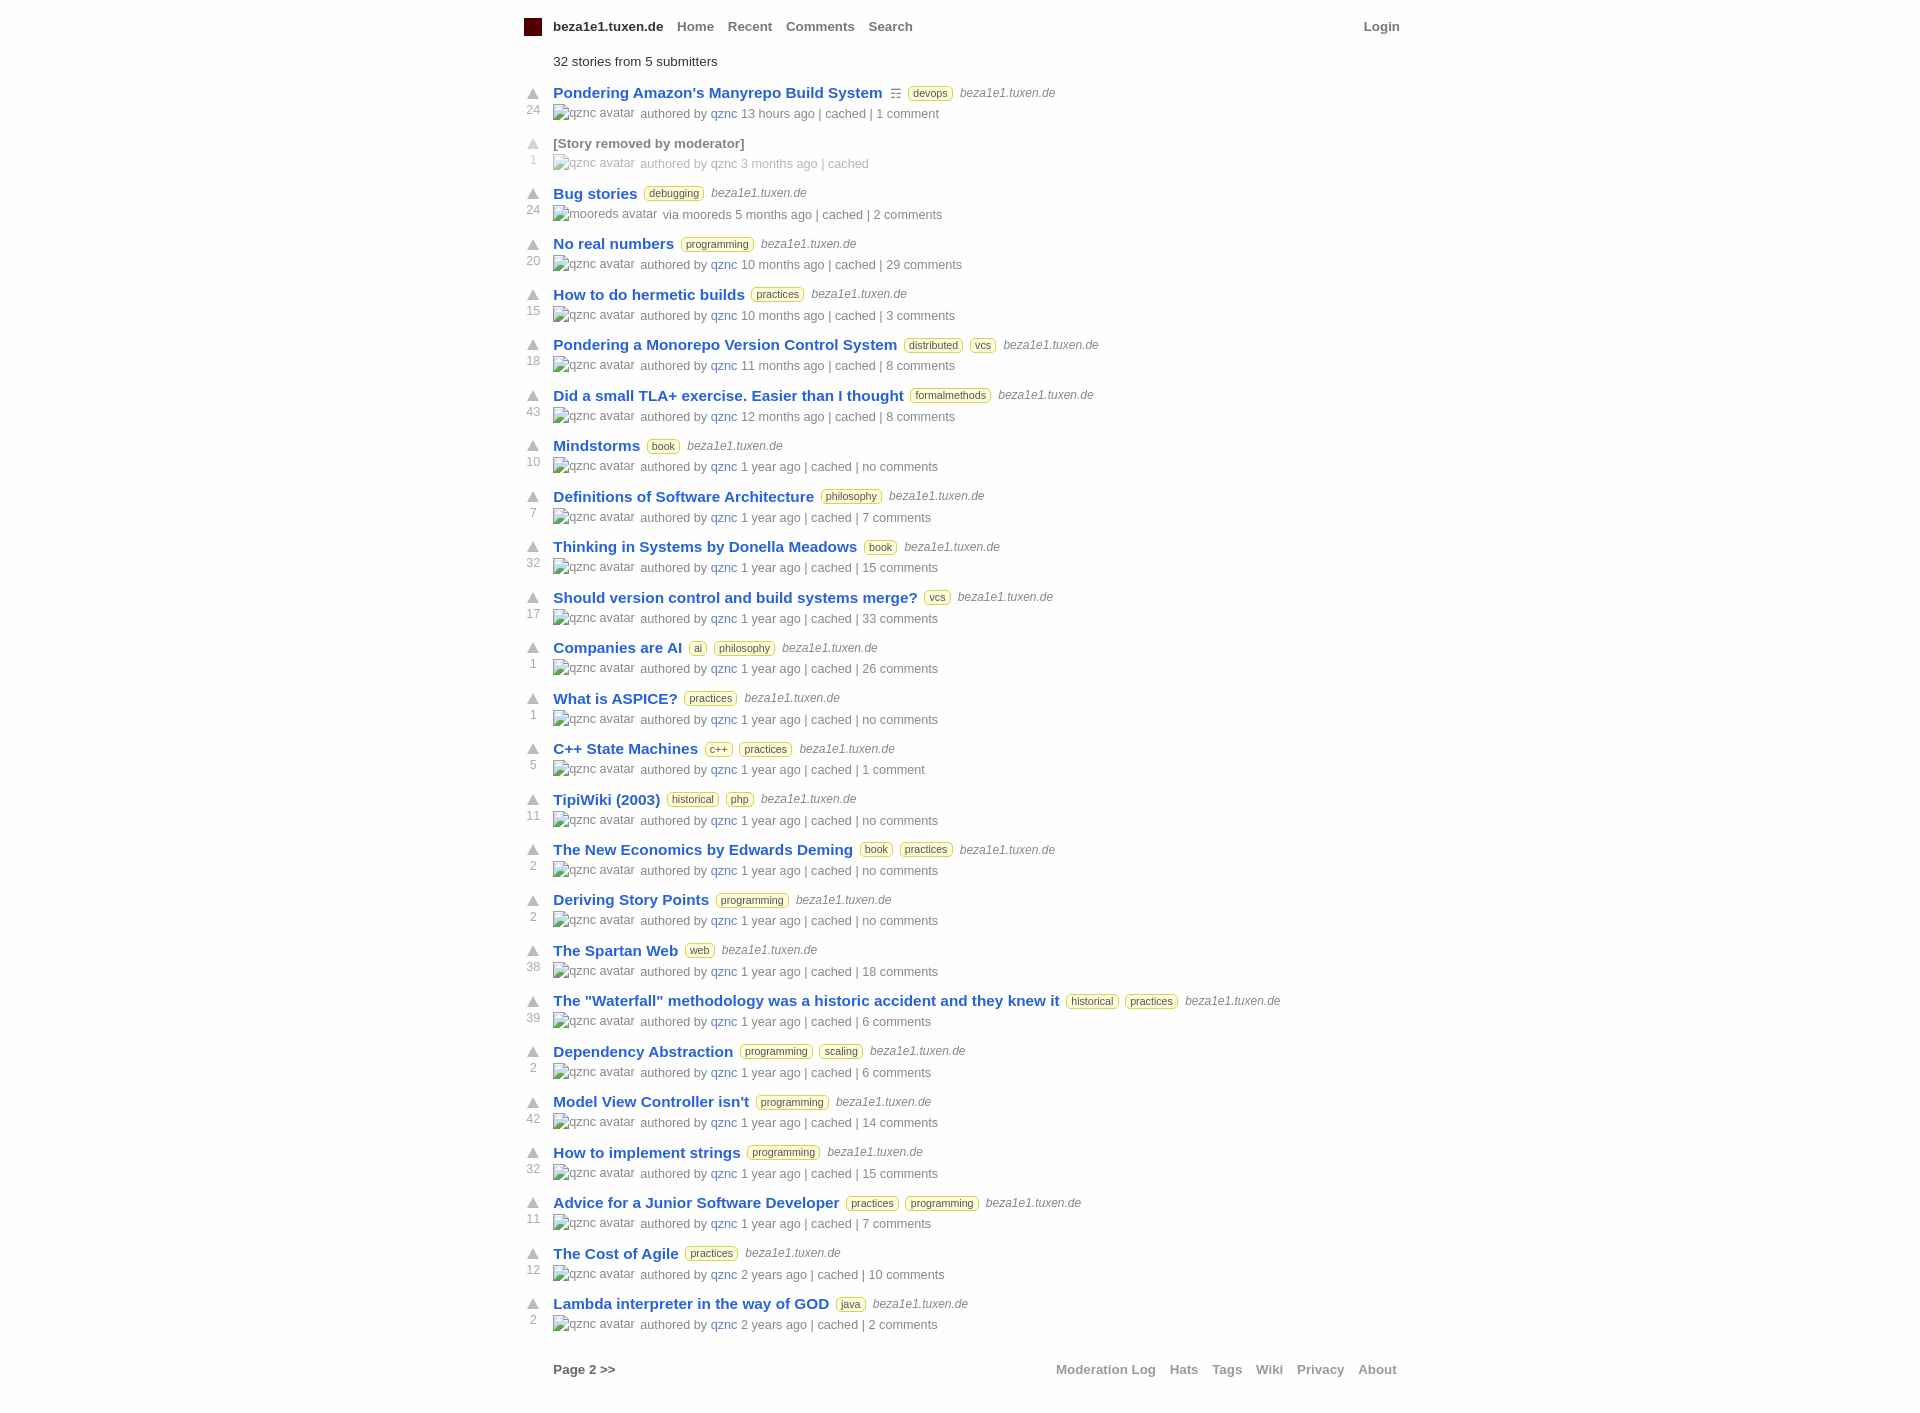 beza1e1.tuxen.de Home Recent Comments Search Login
32 stories from 5 submitters
Pondering Amazon's Manyrepo Build System ☶ devops beza1e1.tuxen.de
24 qznc avatar authored by qznc 13 hours ago | cached | 1 comment
[Story removed by moderator]
1 qznc avatar authored by qznc 3 months ago | cached
Bug stories debugging beza1e1.tuxen.de
24 mooreds avatar via mooreds 5 months ago | cached | 2 comments
No real numbers programming beza1e1.tuxen.de
20 qznc avatar authored by qznc 10 months ago | cached | 29 comments
How to do hermetic builds practices beza1e1.tuxen.de
15 qznc avatar authored by qznc 10 months ago | cached | 3 comments
Pondering a Monorepo Version Control System distributed vcs beza1e1.tuxen.de
18 qznc avatar authored by qznc 11 months ago | cached | 8 comments
Did a small TLA+ exercise. Easier than I thought formalmethods beza1e1.tuxen.de
43 qznc avatar authored by qznc 12 months ago | cached | 8 comments
Mindstorms book beza1e1.tuxen.de
10 qznc avatar authored by qznc 1 year ago | cached | no comments
Definitions of Software Architecture philosophy beza1e1.tuxen.de
7 qznc avatar authored by qznc 1 year ago | cached | 7 comments
Thinking in Systems by Donella Meadows book beza1e1.tuxen.de
32 qznc avatar authored by qznc 1 year ago | cached | 15 comments
Should version control and build systems merge? vcs beza1e1.tuxen.de
17 qznc avatar authored by qznc 1 year ago | cached | 33 comments
Companies are AI ai philosophy beza1e1.tuxen.de
1 qznc avatar authored by qznc 1 year ago | cached | 26 comments
What is ASPICE? practices beza1e1.tuxen.de
1 qznc avatar authored by qznc 1 year ago | cached | no comments
C++ State Machines c++ practices beza1e1.tuxen.de
5 qznc avatar authored by qznc 1 year ago | cached | 1 comment
TipiWiki (2003) historical php beza1e1.tuxen.de
11 qznc avatar authored by qznc 1 year ago | cached | no comments
The New Economics by Edwards Deming book practices beza1e1.tuxen.de
2 qznc avatar authored by qznc 1 year ago | cached | no comments
Deriving Story Points programming beza1e1.tuxen.de
2 qznc avatar authored by qznc 1 year ago | cached | no comments
The Spartan Web web beza1e1.tuxen.de
38 qznc avatar authored by qznc 1 year ago | cached | 18 comments
The "Waterfall" methodology was a historic accident and they knew it historical practices beza1e1.tuxen.de
39 qznc avatar authored by qznc 1 year ago | cached | 6 comments
Dependency Abstraction programming scaling beza1e1.tuxen.de
2 qznc avatar authored by qznc 1 year ago | cached | 6 comments
Model View Controller isn't programming beza1e1.tuxen.de
42 qznc avatar authored by qznc 1 year ago | cached | 14 comments
How to implement strings programming beza1e1.tuxen.de
32 qznc avatar authored by qznc 1 year ago | cached | 15 comments
Advice for a Junior Software Developer practices programming beza1e1.tuxen.de
11 qznc avatar authored by qznc 1 year ago | cached | 7 comments
The Cost of Agile practices beza1e1.tuxen.de
12 qznc avatar authored by qznc 2 years ago | cached | 10 comments
Lambda interpreter in the way of GOD java beza1e1.tuxen.de
2 qznc avatar authored by qznc 2 years ago | cached | 2 comments
Page 2 >> Moderation Log Hats Tags Wiki Privacy About